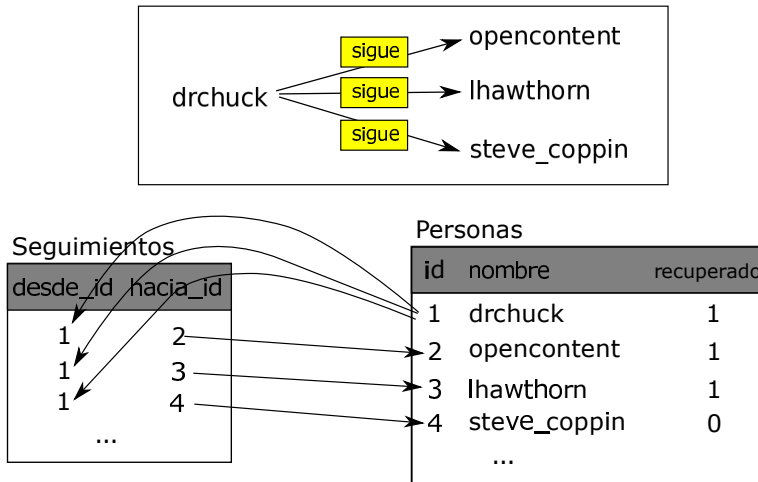 opencontent
sigue
drchuck
sigue
lhawthorn
sigue
steve_coppin
Seguimientos
desde_id hacia_id
1 2
1 3
1 4
...
Personas
id nombre recuperado
1 drchuck 1
2 opencontent 1
3 lhawthorn 1
4 steve_coppin 0
...